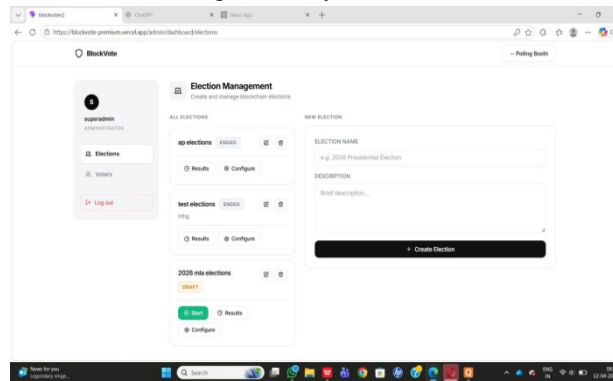 blockvotev2
ChatGPT
React App
https://blockvote-premium.vercel.app/admin/dashboard/elections
BlockVote
← Polling Booth
S
superadmin
ADMINISTRATOR
Elections
Voters
Log out
Election Management
Create and manage blockchain elections
ALL ELECTIONS
ap elections ENDED
Results Configure
test elections ENDED
nthg
Results Configure
2026 mla elections
DRAFT
Start Results
Configure
NEW ELECTION
ELECTION NAME
e.g. 2026 Presidential Election
DESCRIPTION
Brief description...
+ Create Election
News for you
Legendary singe...
Search
ENG
IN